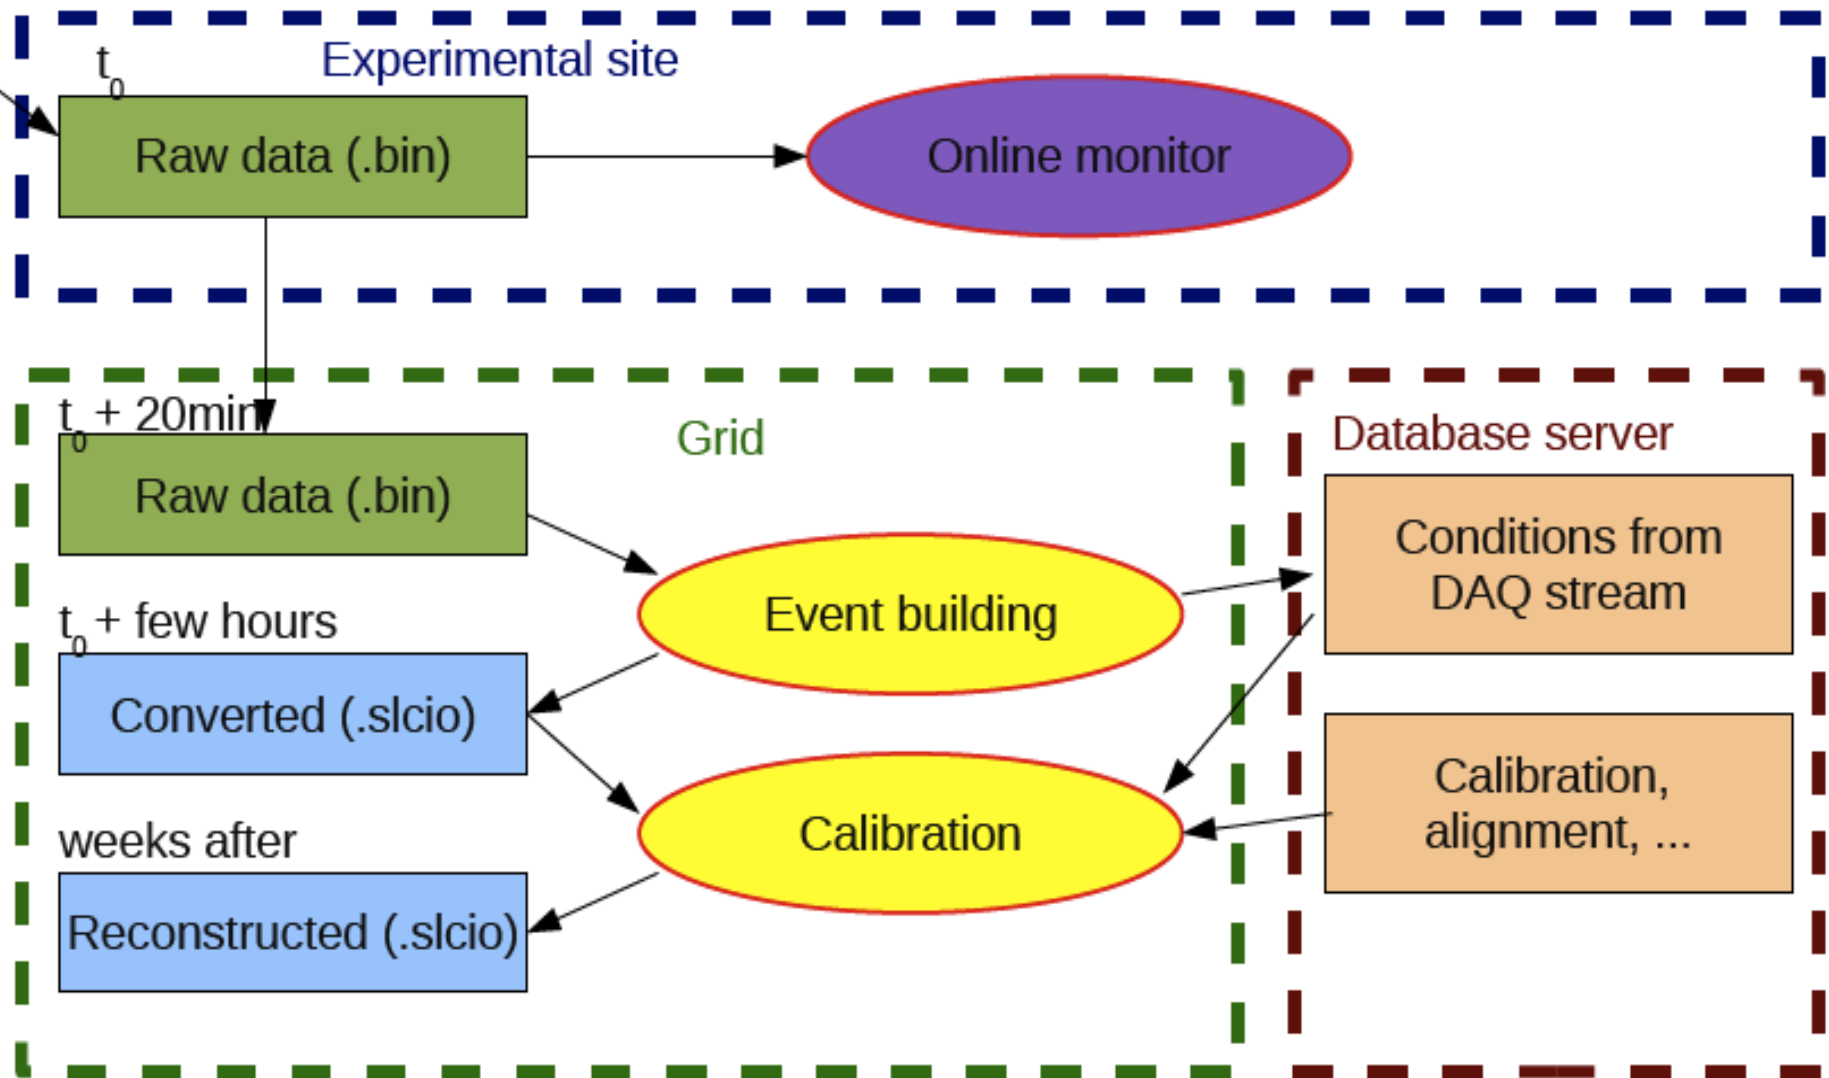 t0
Experimental site
Raw data (.bin)
Online monitor
t0 + 20min
Grid
Database server
Raw data (.bin)
Conditions from
DAQ stream
Event building
t0 + few hours
Converted (.slcio)
Calibration,
alignment, ...
Calibration
weeks after
Reconstructed (.slcio)